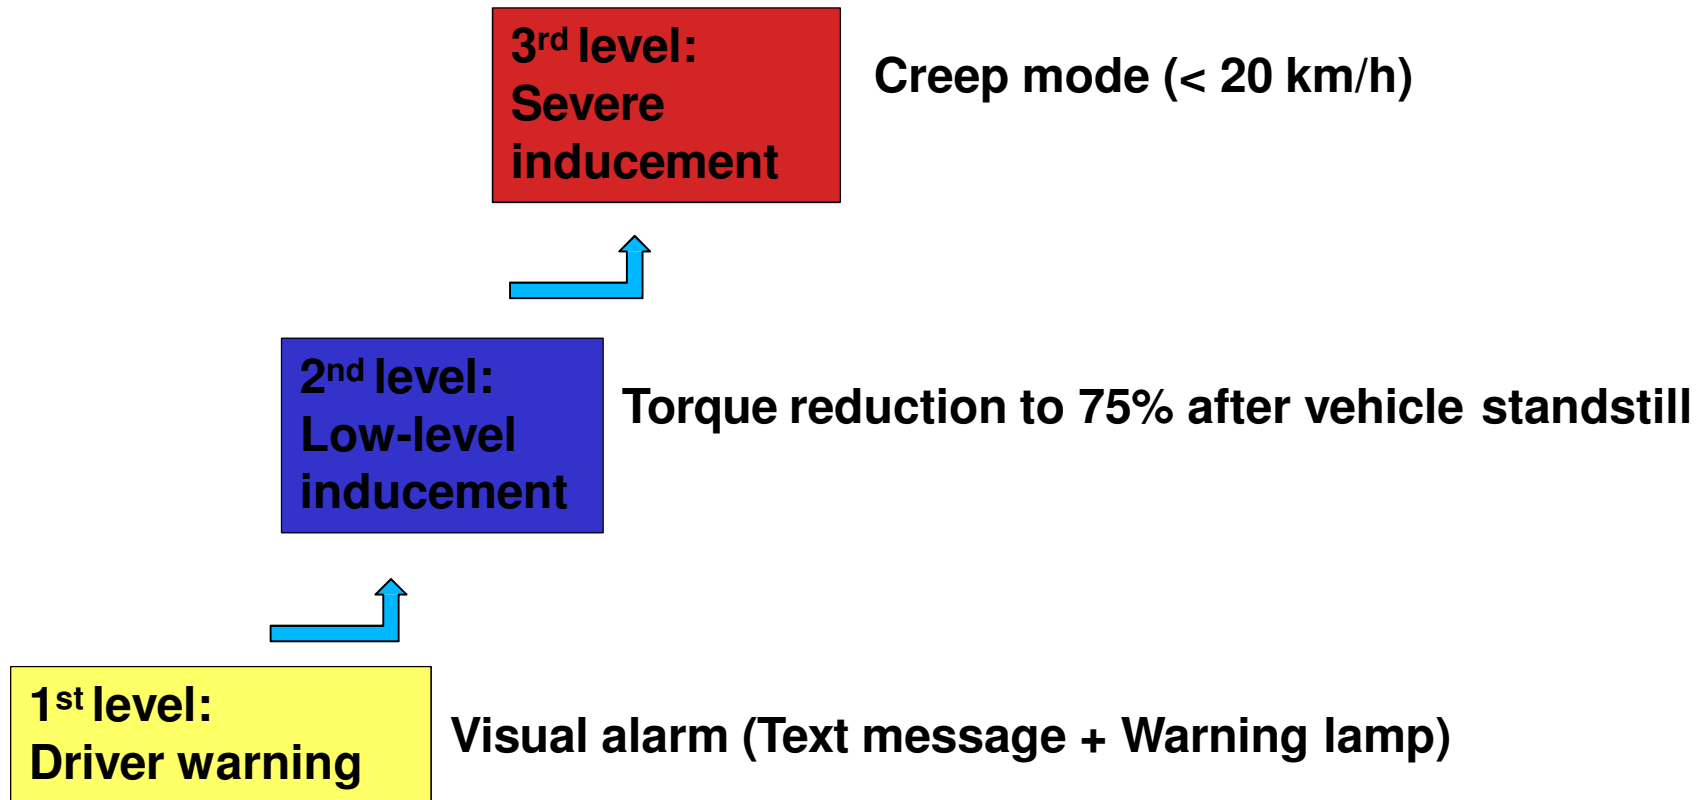 3rd level:
Severe
inducement
Creep mode (< 20 km/h)
2nd level:
Low-level
inducement
Torque reduction to 75% after vehicle standstill
1st level:
Driver warning
Visual alarm (Text message + Warning lamp)